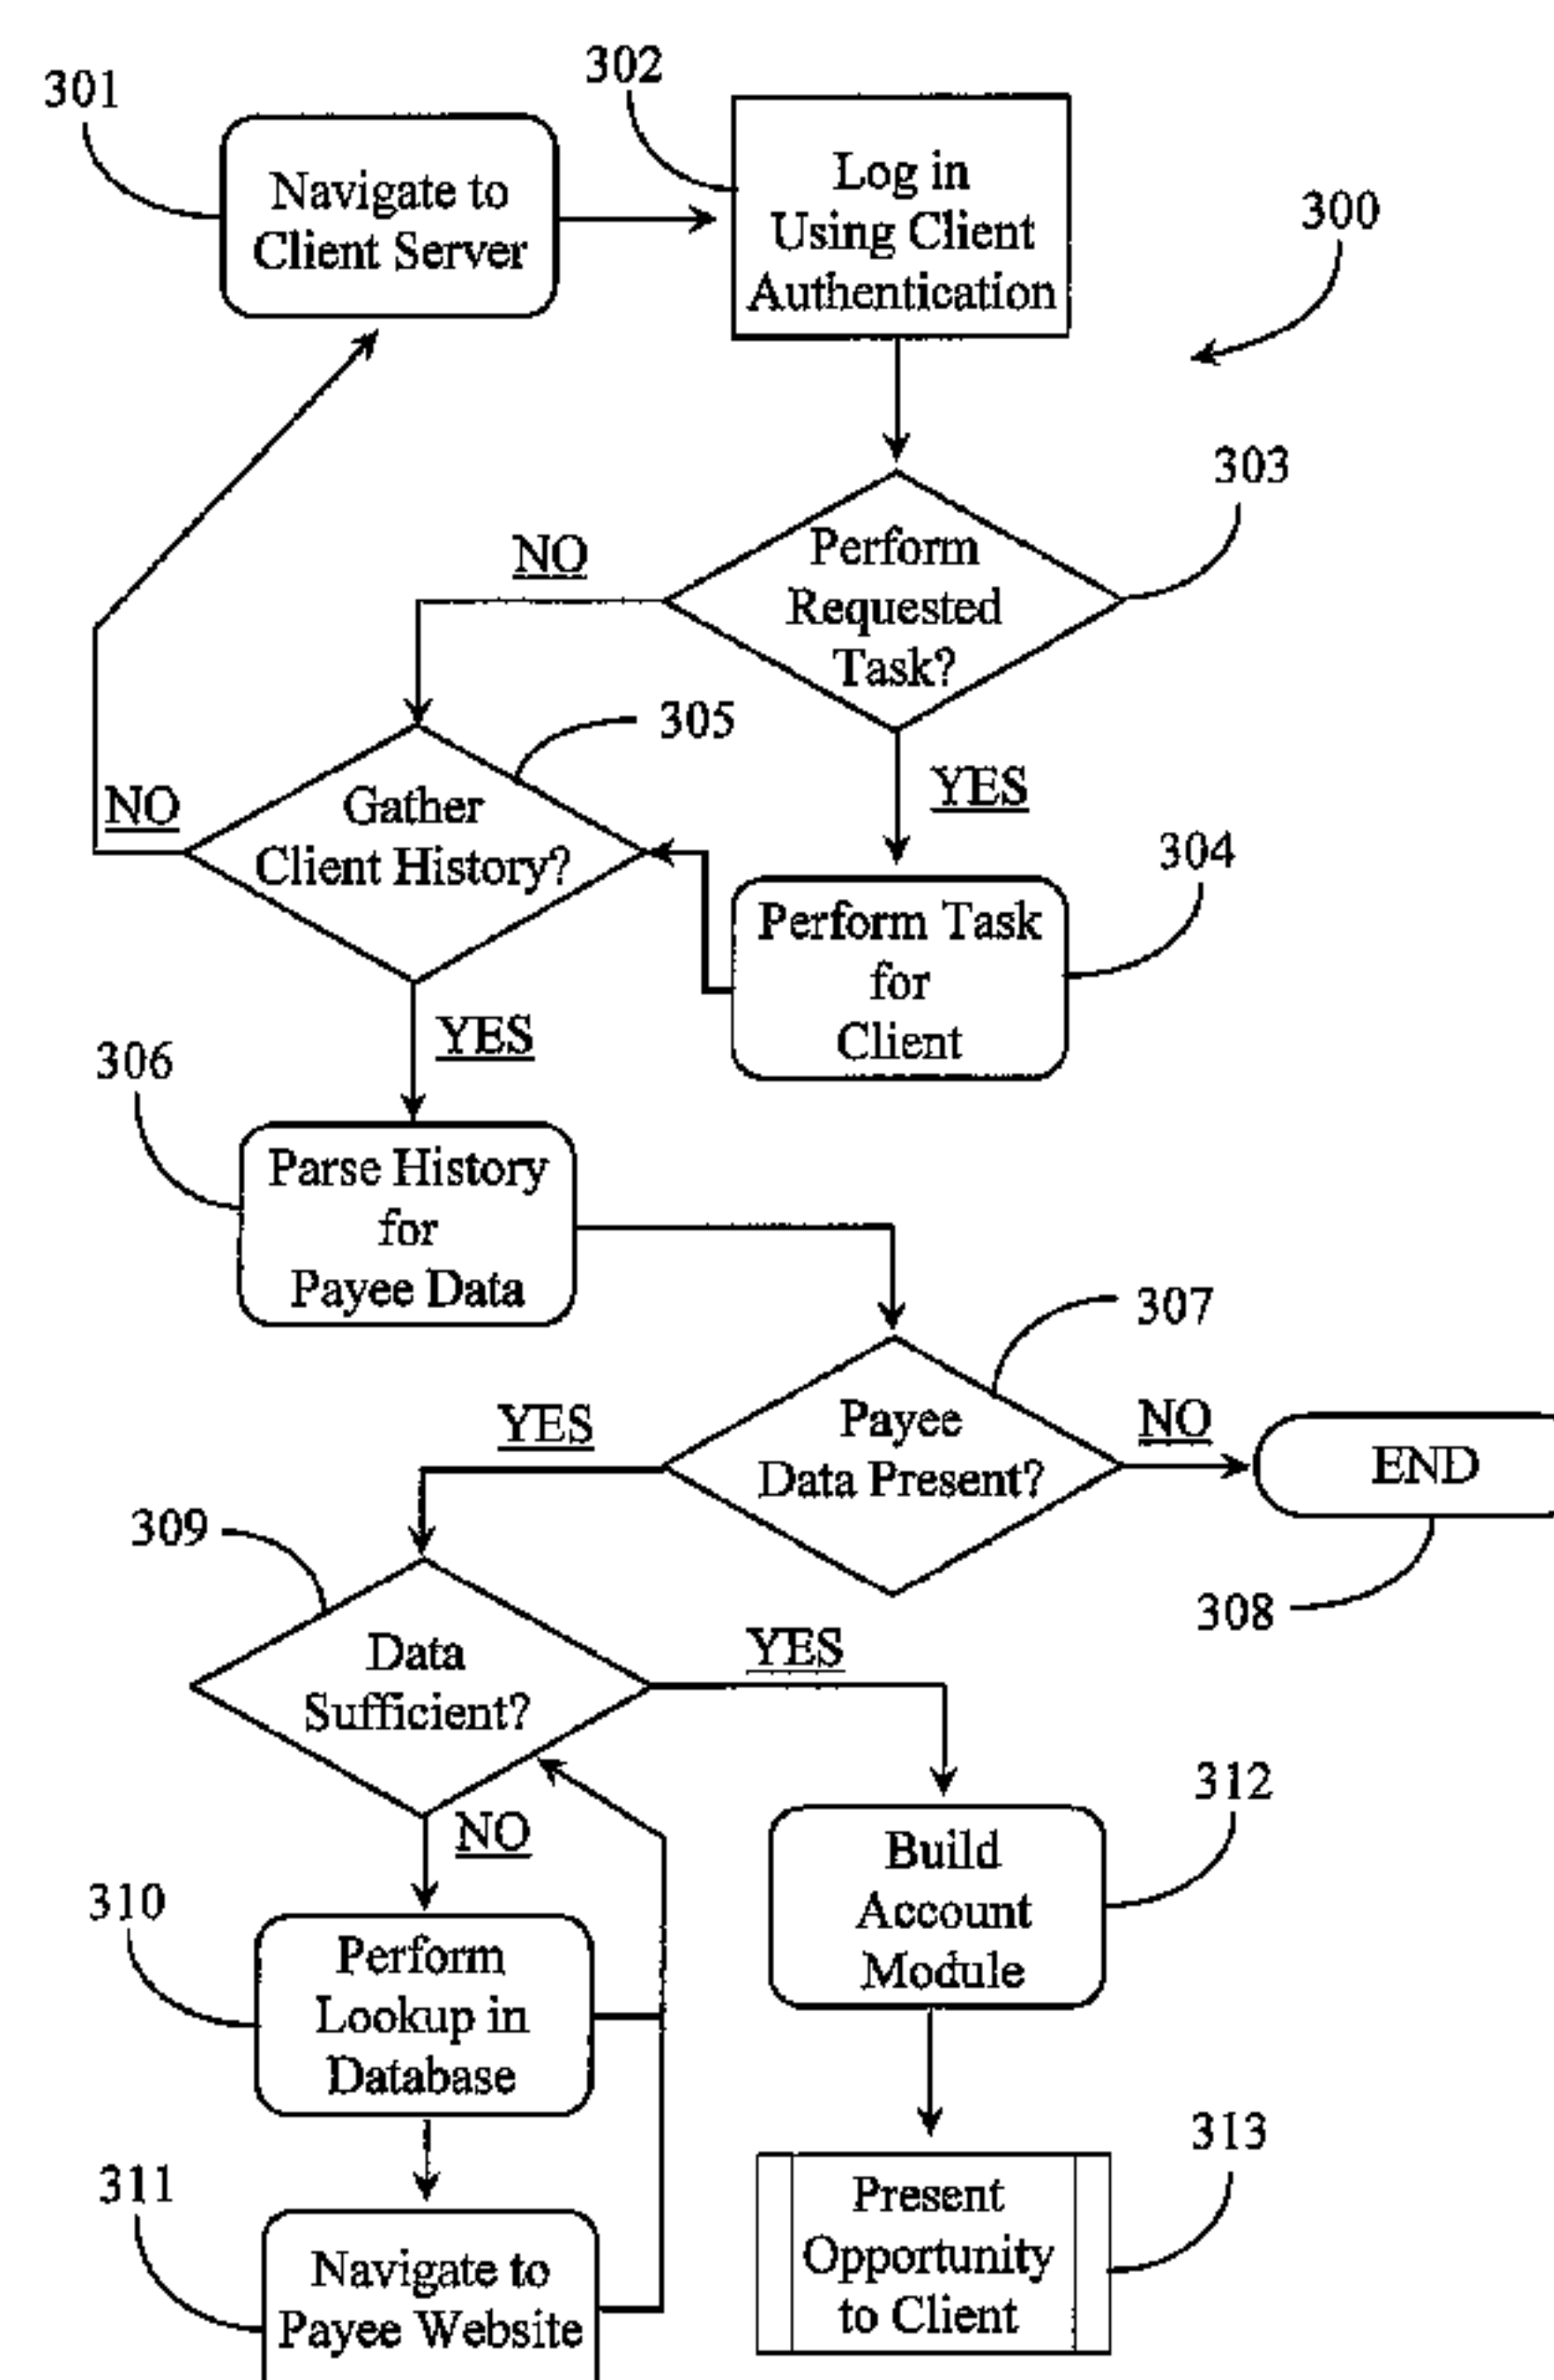 301
302
Navigate to
Client Server
Log in
Using Client
Authentication
300
303
Perform
Requested
Task?
NO
YES
305
Gather
Client History?
NO
YES
304
Perform Task
for
Client
306
Parse History
for
Payee Data
307
Payee
Data Present?
YES
NO
END
308
309
Data
Sufficient?
YES
NO
312
Build
Account
Module
310
Perform
Lookup in
Database
313
Present
Opportunity
to Client
311
Navigate to
Payee Website